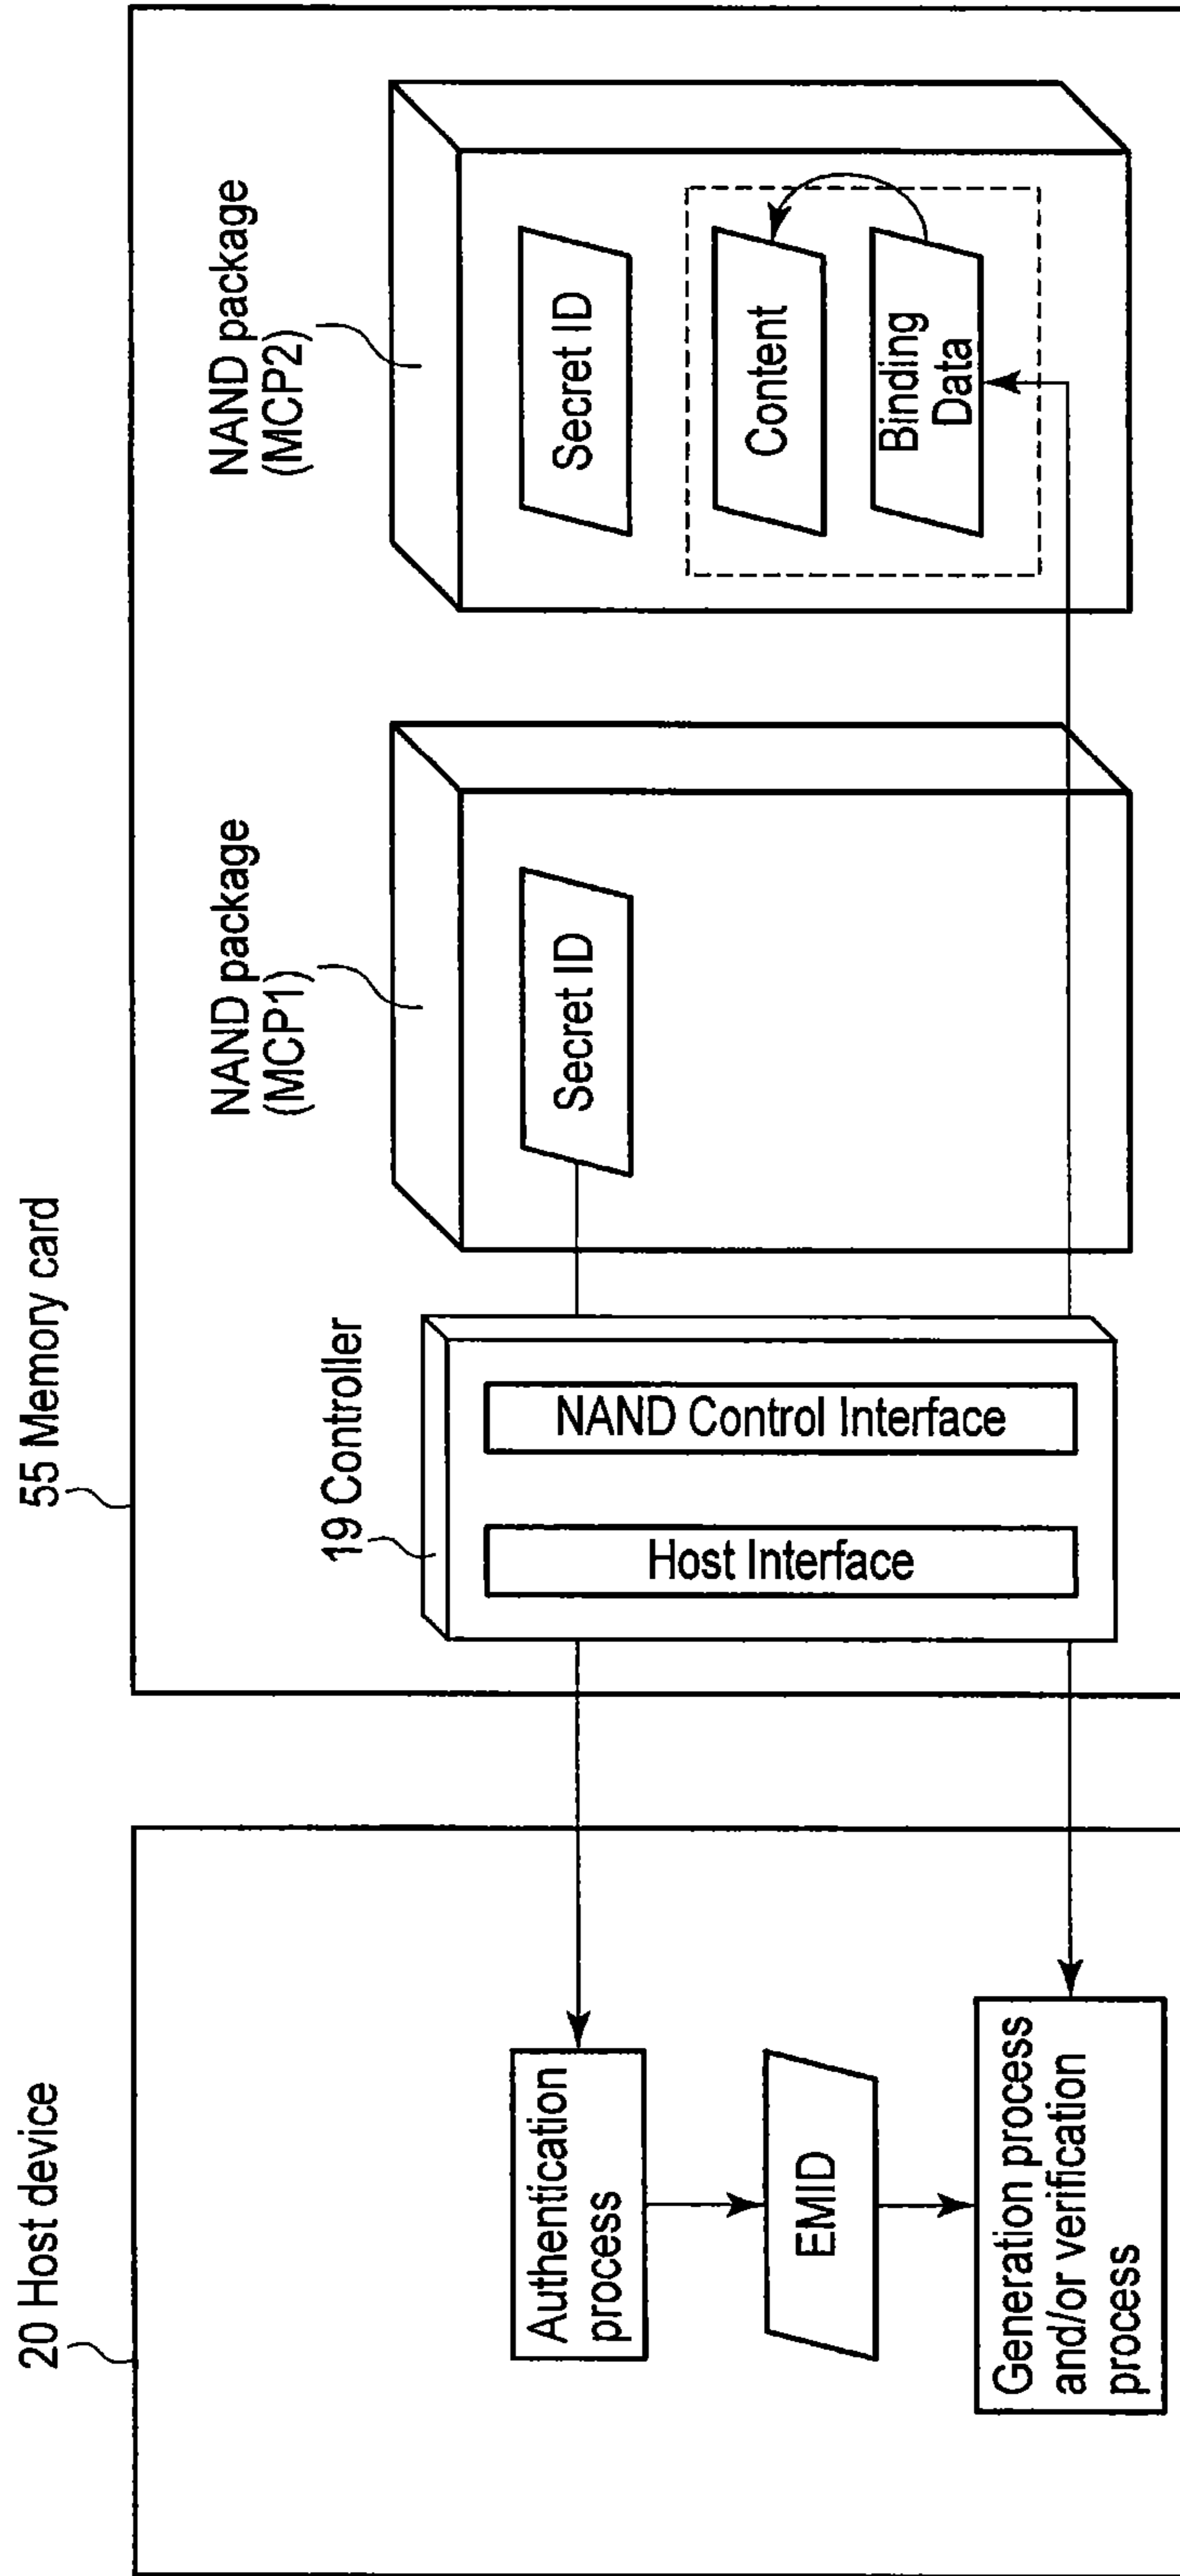 20 Host device
Authentication
process
EMID
Generation process
and/or verification
process
55 Memory card
19 Controller
Host Interface
NAND Control Interface
NAND package
(MCP1)
Secret ID
NAND package
(MCP2)
Secret ID
Content
Binding
Data